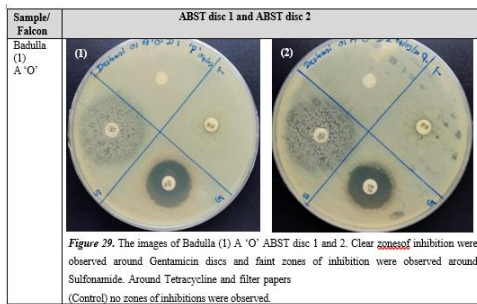 Sample/ ABST disc 1 and ABST disc 2
Falcon
Badulla
(1)
A ‘O’
(1) (2)
Figure 29. The images of Badulla (1) A ‘O’ ABST disc 1 and 2. Clear zonesof inhibition were
observed around Gentamicin discs and faint zones of inhibition were observed around
Sulfonamide. Around Tetracycline and filter papers
(Control) no zones of inhibitions were observed.